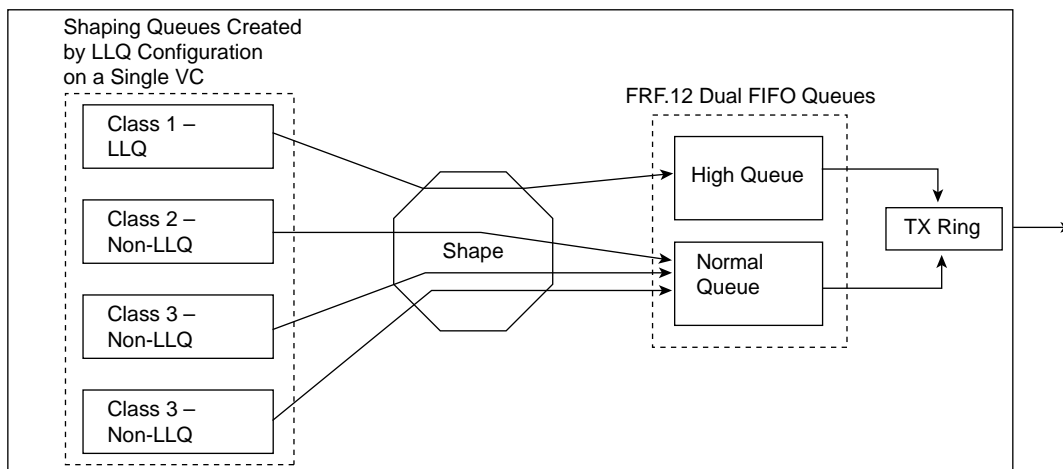 Shaping Queues Created
by LLQ Configuration
on a Single VC
Class 1 –
LLQ
Class 2 –
Non-LLQ
Class 3 –
Non-LLQ
Class 3 –
Non-LLQ
Shape
FRF.12 Dual FIFO Queues
High Queue
Normal
Queue
TX Ring